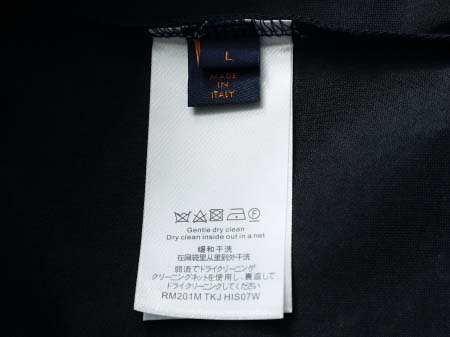 L
MADE
IN
ITALY
Gentle dry clean
Dry clean inside out in a net
缓和干洗
在网袋里从里到外干洗
弱流でドライクリーニング
クリーニングネットを使用し、裏返して
ドライクリーニングしてください
RM201M TKJ HIS07W